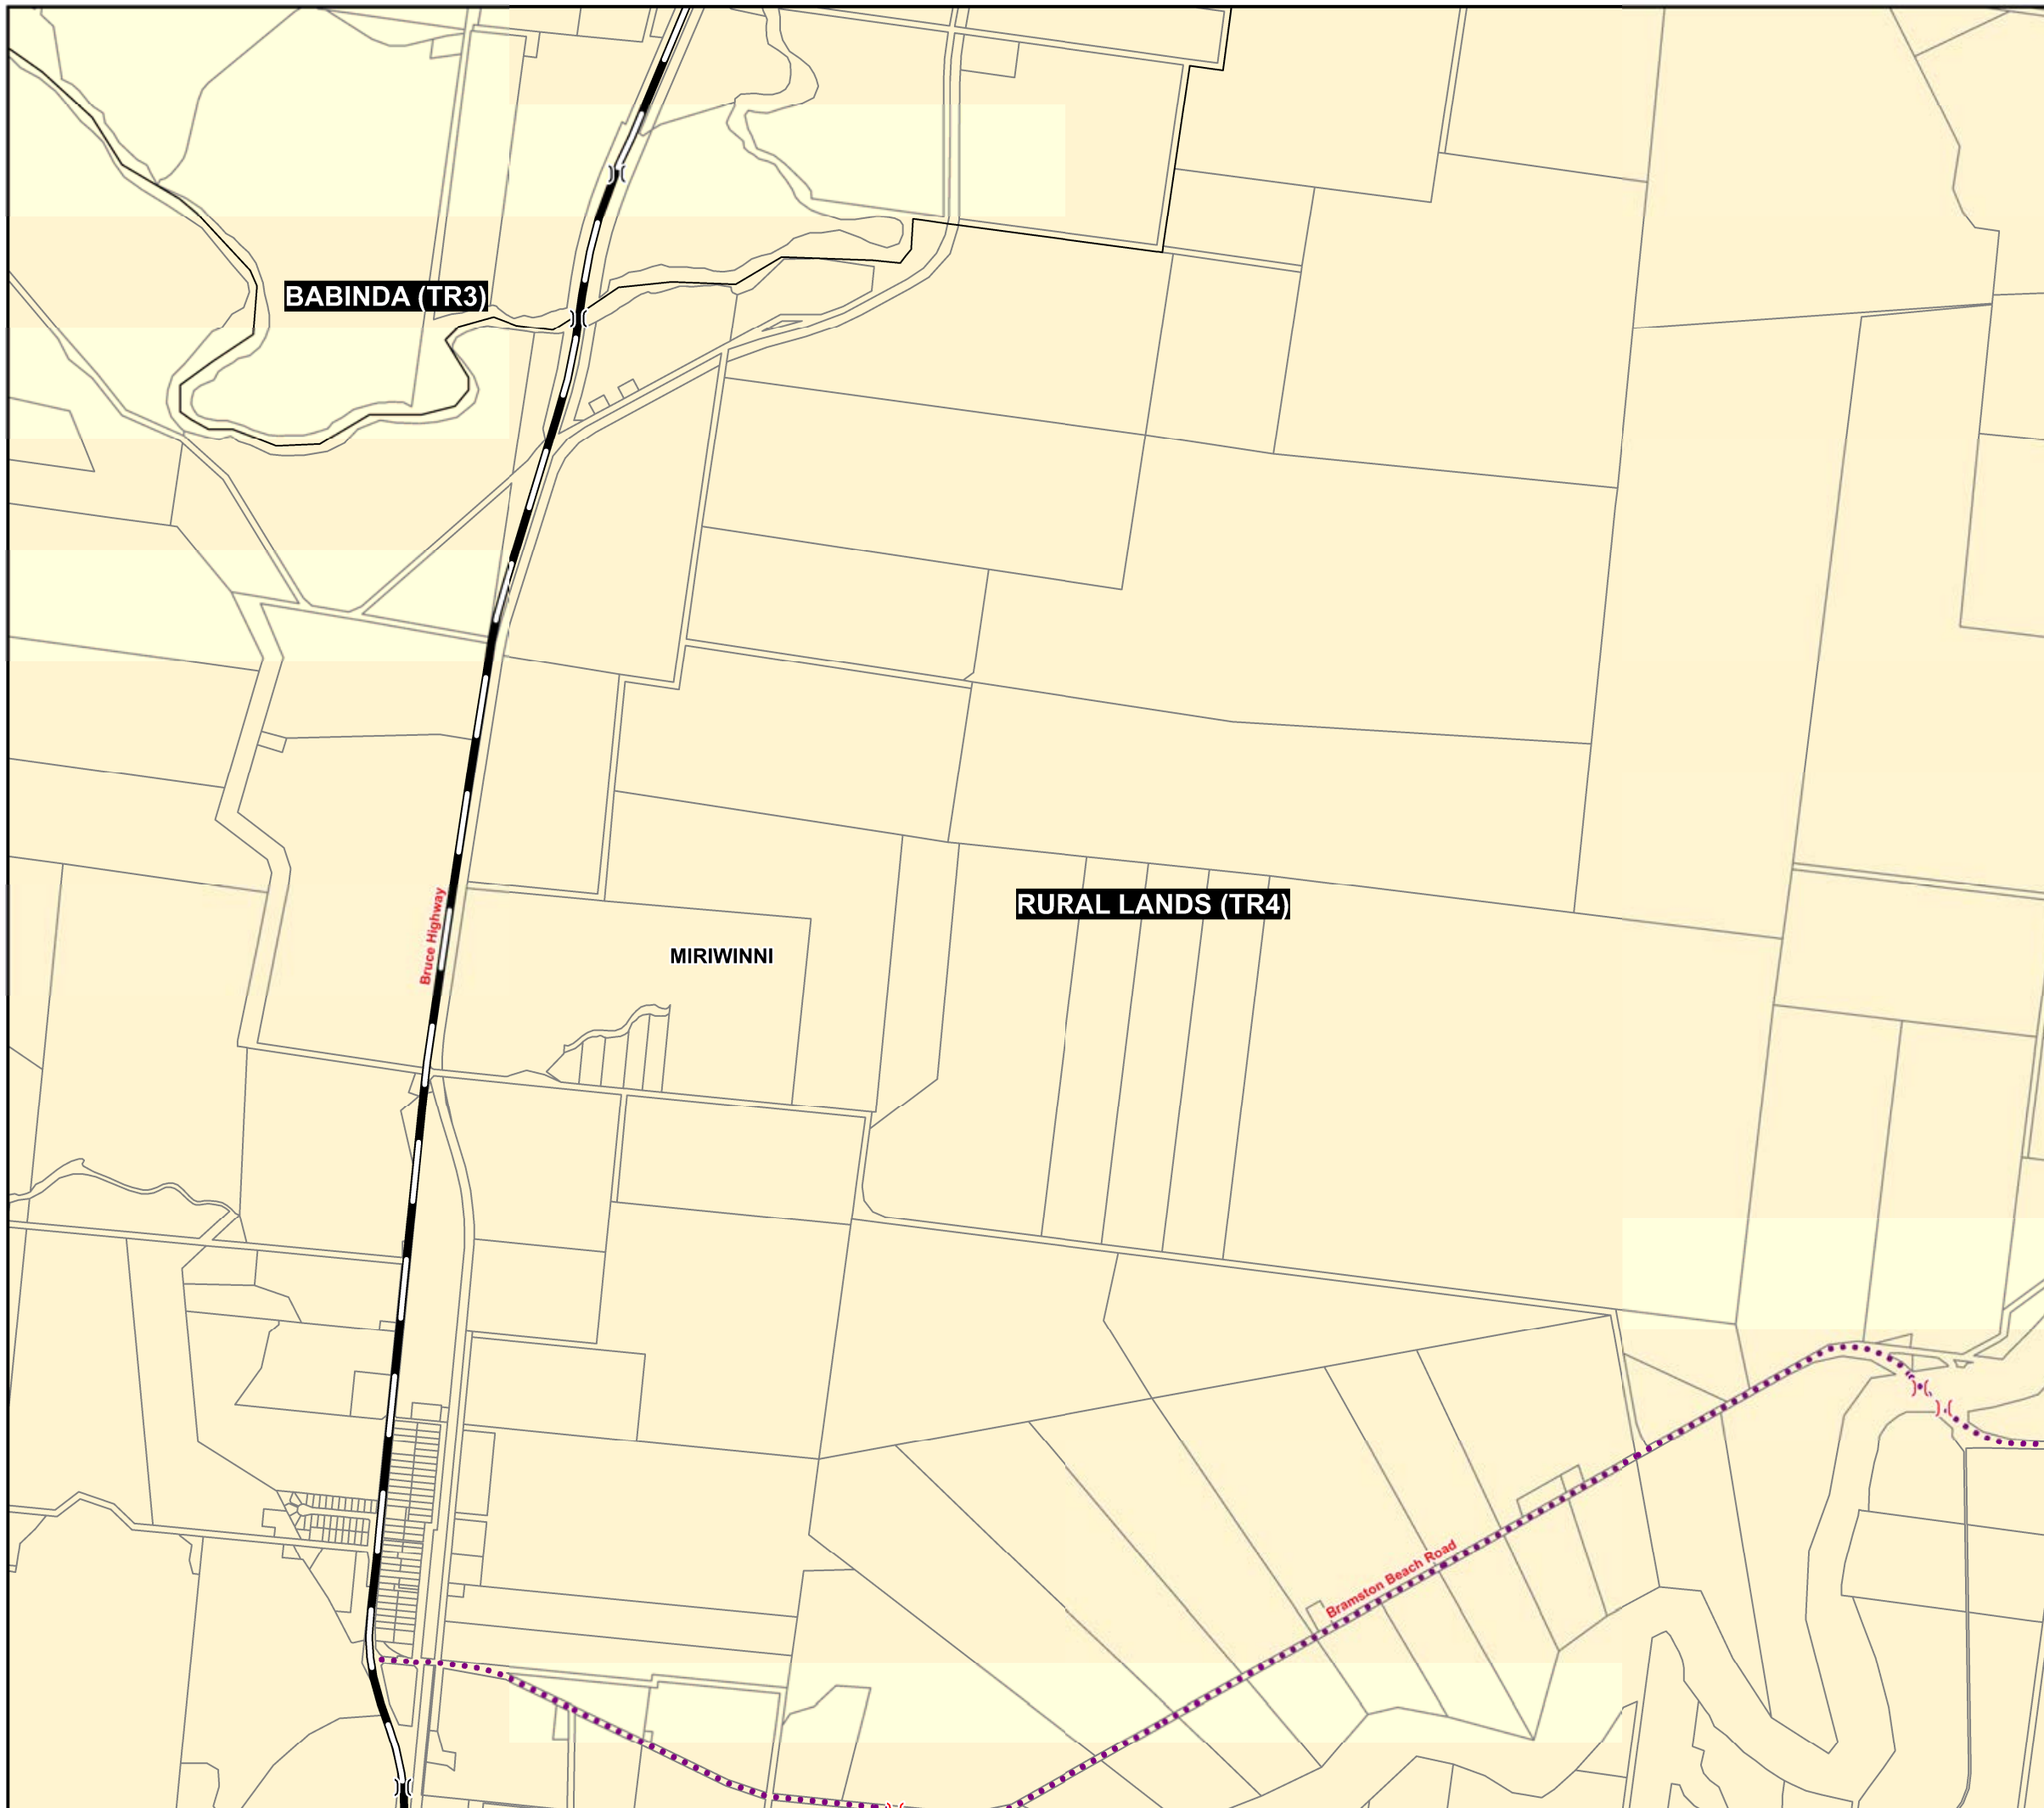 BABINDA (TR3)
RURAL LANDS (TR4)
Bruce Highway
MIRIWINNI
Bramston Beach Road